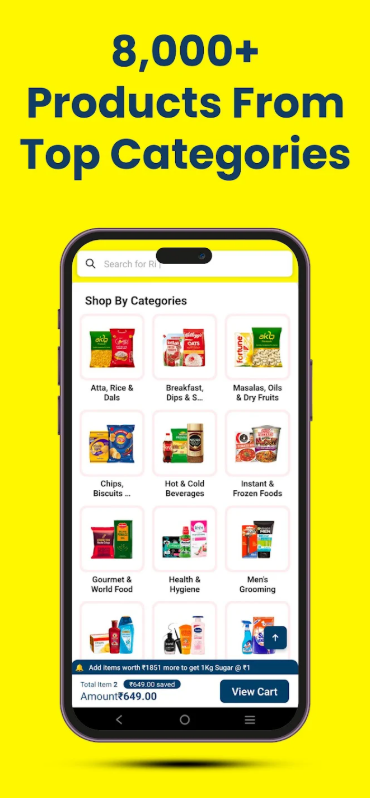 8,000+
Products From
Top Categories
Search for Ri
Shop By Categories
Atta, Rice &
Dals
Breakfast,
Dips & S...
Masalas, Oils
& Dry Fruits
Chips,
Biscuits ...
Hot & Cold
Beverages
Instant &
Frozen Foods
Gourmet &
World Food
Health &
Hygiene
Men's
Grooming
Add items worth ₹1851 more to get 1Kg Sugar @ ₹1
Total Item 2 ₹649.00 saved
Amount₹649.00
View Cart